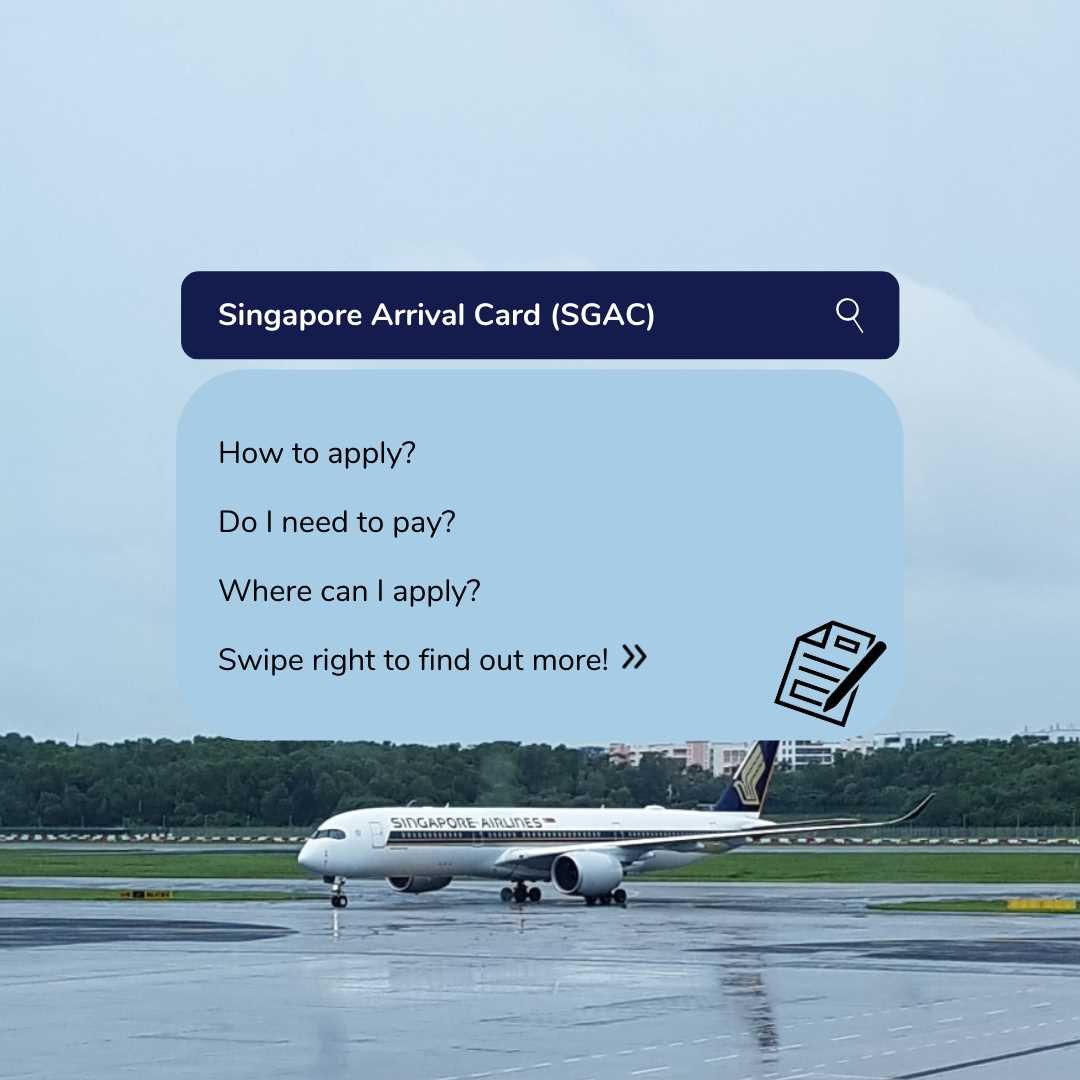 Singapore Arrival Card (SGAC)
How to apply?
Do I need to pay?
Where can I apply?
Swipe right to find out more!
SINGAPORE AIRLINES